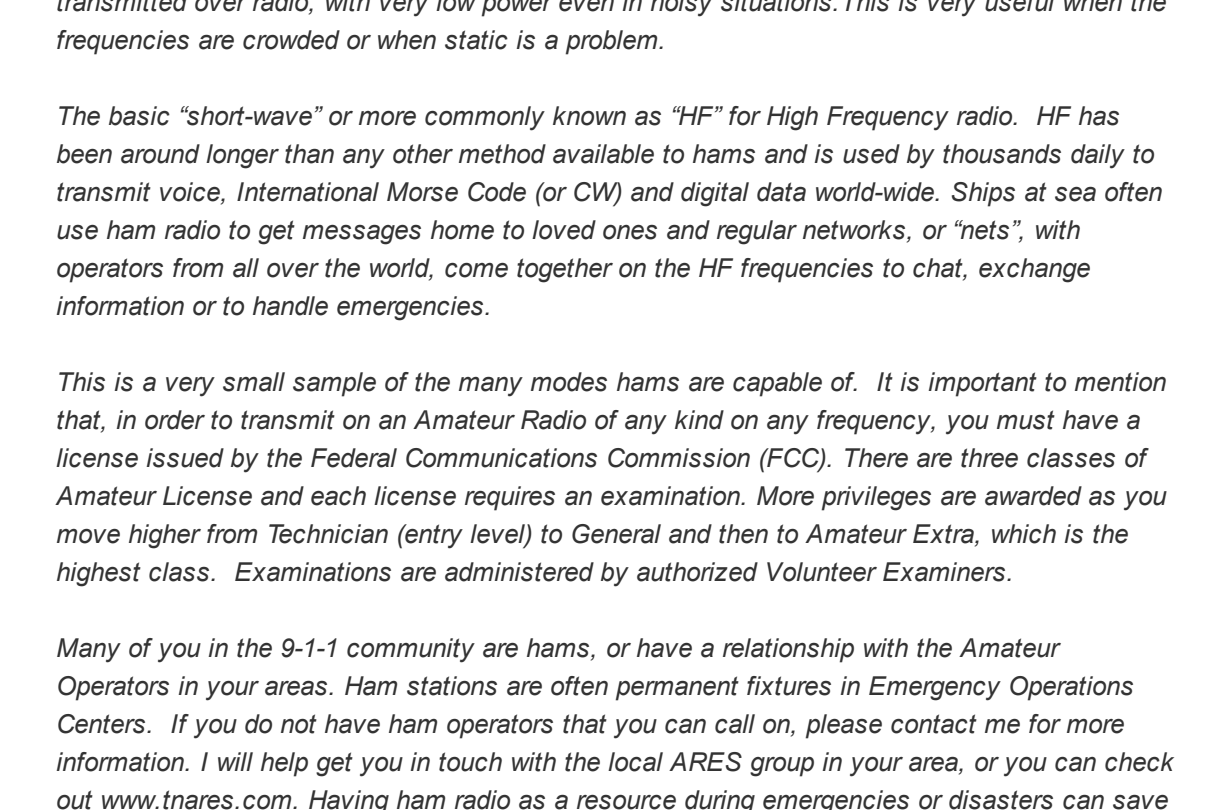 transmitted over radio, with very low power even in noisy situations.This is very useful when the
frequencies are crowded or when static is a problem.
The basic “short-wave” or more commonly known as “HF” for High Frequency radio.  HF has
been around longer than any other method available to hams and is used by thousands daily to
transmit voice, International Morse Code (or CW) and digital data world-wide. Ships at sea often
use ham radio to get messages home to loved ones and regular networks, or “nets”, with
operators from all over the world, come together on the HF frequencies to chat, exchange
information or to handle emergencies.
This is a very small sample of the many modes hams are capable of.  It is important to mention
that, in order to transmit on an Amateur Radio of any kind on any frequency, you must have a
license issued by the Federal Communications Commission (FCC). There are three classes of
Amateur License and each license requires an examination. More privileges are awarded as you
move higher from Technician (entry level) to General and then to Amateur Extra, which is the
highest class.  Examinations are administered by authorized Volunteer Examiners.
Many of you in the 9-1-1 community are hams, or have a relationship with the Amateur
Operators in your areas. Ham stations are often permanent fixtures in Emergency Operations
Centers.  If you do not have ham operators that you can call on, please contact me for more
information. I will help get you in touch with the local ARES group in your area, or you can check
out www.tnares.com. Having ham radio as a resource during emergencies or disasters can save